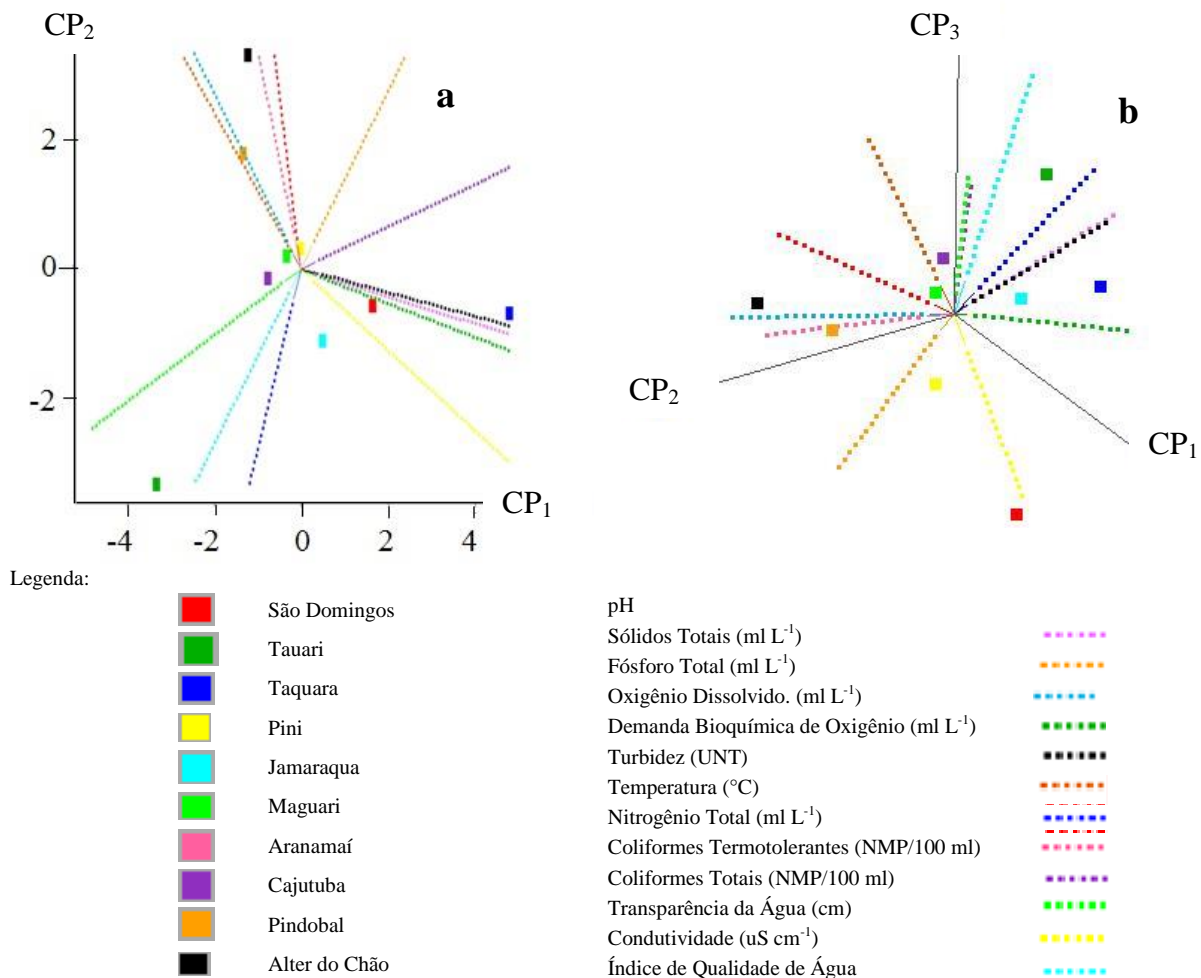 CP2
CP3
a
b
2
0
-2
CP2
CP1
CP1
-4
-2
0
2
4
Legenda:
São Domingos
Tauari
Taquara
Pini
Jamaraqua
Maguari
Aranamaí
Cajutuba
Pindobal
Alter do Chão
pH
Sólidos Totais (ml L-1)
Fósforo Total (ml L-1)
Oxigênio Dissolvido. (ml L-1)
Demanda Bioquímica de Oxigênio (ml L-1)
Turbidez (UNT)
Temperatura (°C)
Nitrogênio Total (ml L-1)
Coliformes Termotolerantes (NMP/100 ml)
Coliformes Totais (NMP/100 ml)
Transparência da Água (cm)
Condutividade (uS cm-1)
Índice de Qualidade de Água